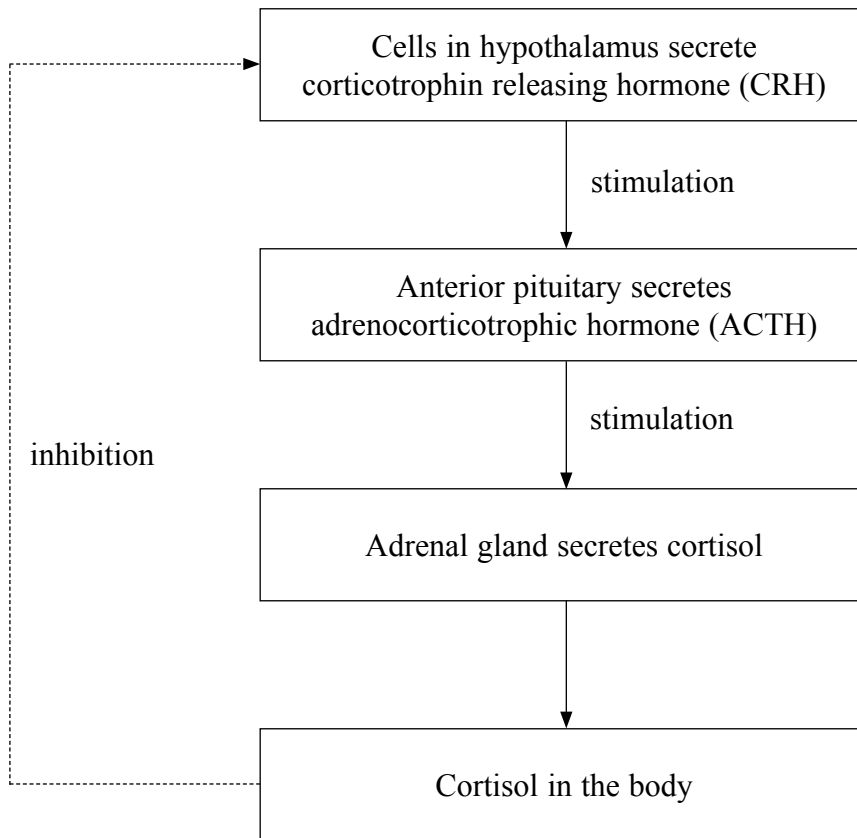 Cells in hypothalamus secrete
corticotrophin releasing hormone (CRH)
stimulation
Anterior pituitary secretes
adrenocorticotrophic hormone (ACTH)
stimulation
inhibition
Adrenal gland secretes cortisol
Cortisol in the body